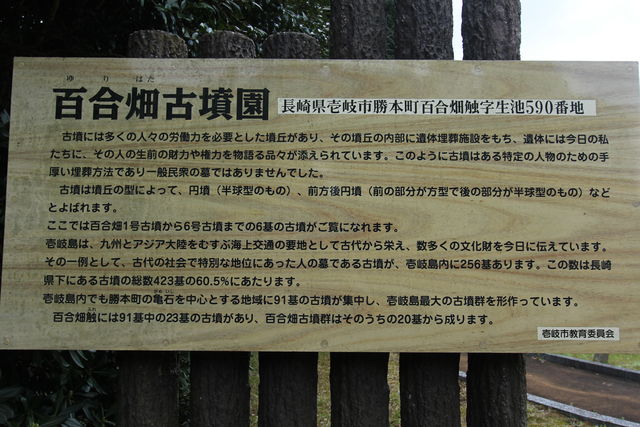 ゆり はた
百合畑古墳園 長崎県壱岐市勝本町百合畑触字生池590番地
古墳には多くの人々の労働力を必要とした墳丘があり、その墳丘の内部に遺体埋葬施設をもち、遺体には今日の私
たちに、その人の生前の財力や権力を物語る品々が添えられています。このように古墳はある特定の人物のための手
厚い埋葬方法であり一般民衆の墓ではありませんでした。
古墳は墳丘の型によって、円墳（半球型のもの）、前方後円墳（前の部分が方型で後の部分が半球型のもの）など
とよばれます。
ここでは百合畑1号古墳から6号古墳までの6基の古墳がご覧になれます。
壱岐島は、九州とアジア大陸をむすぶ海上交通の要地として古代から栄え、数多くの文化財を今日に伝えています。
その一例として、古代の社会で特別な地位にあった人の墓である古墳が、壱岐島内に256基あります。この数は長崎
県下にある古墳の総数423基の60.5％にあたります。
壱岐島内でも勝本町の亀石を中心とする地域に91基の古墳が集中し、壱岐島最大の古墳群を形作っています。
百合畑触には91基中の23基の古墳があり、百合畑古墳群はそのうちの20基から成ります。
壱岐市教育委員会